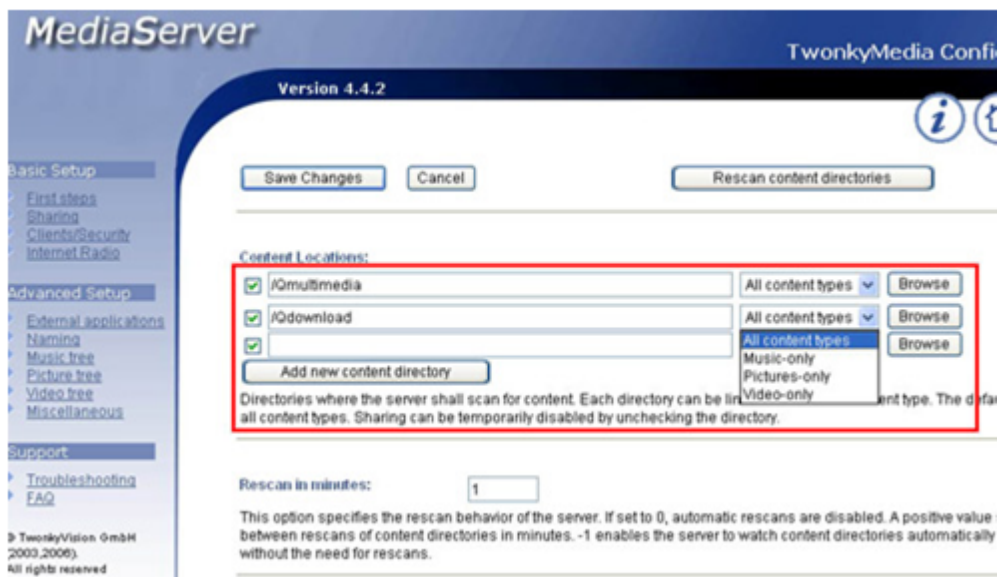 MediaServer
TwonkyMedia
Version 4.4.2
Basic Setup
First steps
Sharing
Clients/Security
Internet Radio
Advanced Setup
External applications
Naming
Music tree
Picture tree
Video tree
Miscellaneous
Support
Troubleshooting
FAQ
© TwonkyVision GmbH
(2003,2006).
All rights reserved
Save Changes Cancel Rescan content directories
Content Locations:
/Qmultimedia All content types Browse
/Qdownload All content types Browse
Browse
All content types
Music-only
Pictures-only
Video-only
Add new content directory
Directories where the server shall scan for content. Each directory can be type. The
all content types. Sharing can be temporarily disabled by unchecking the directory.
Rescan in minutes: 1
This option specifies the rescan behavior of the server. If set to 0, automatic rescans are disabled. A positive value
between rescans of content directories in minutes. -1 enables the server to watch content directories automatically
without the need for rescans.